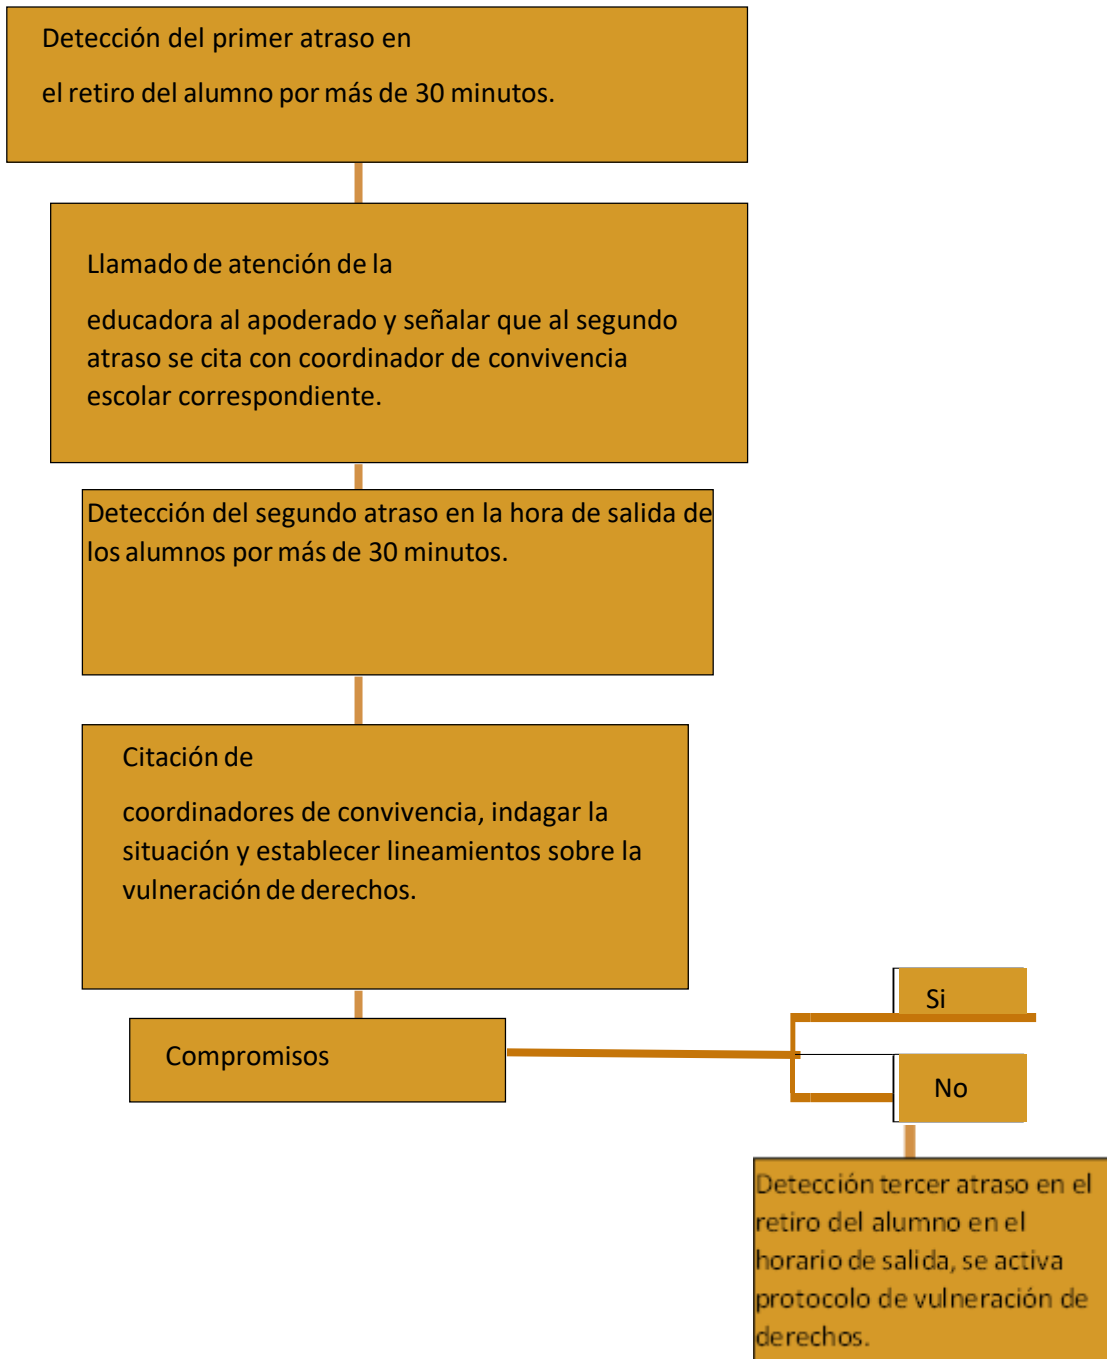 Detección del primer atraso en
el retiro del alumno por más de 30 minutos.
Llamado de atención de la
educadora al apoderado y señalar que al segundo
atraso se cita con coordinador de convivencia
escolar correspondiente.
Detección del segundo atraso en la hora de salida de
los alumnos por más de 30 minutos.
Citación de
coordinadores de convivencia, indagar la
situación y establecer lineamientos sobre la
vulneración de derechos.
Compromisos
Si
No
Detección tercer atraso en el
retiro del alumno en el
horario de salida, se activa
protocolo de vulneración de
derechos.